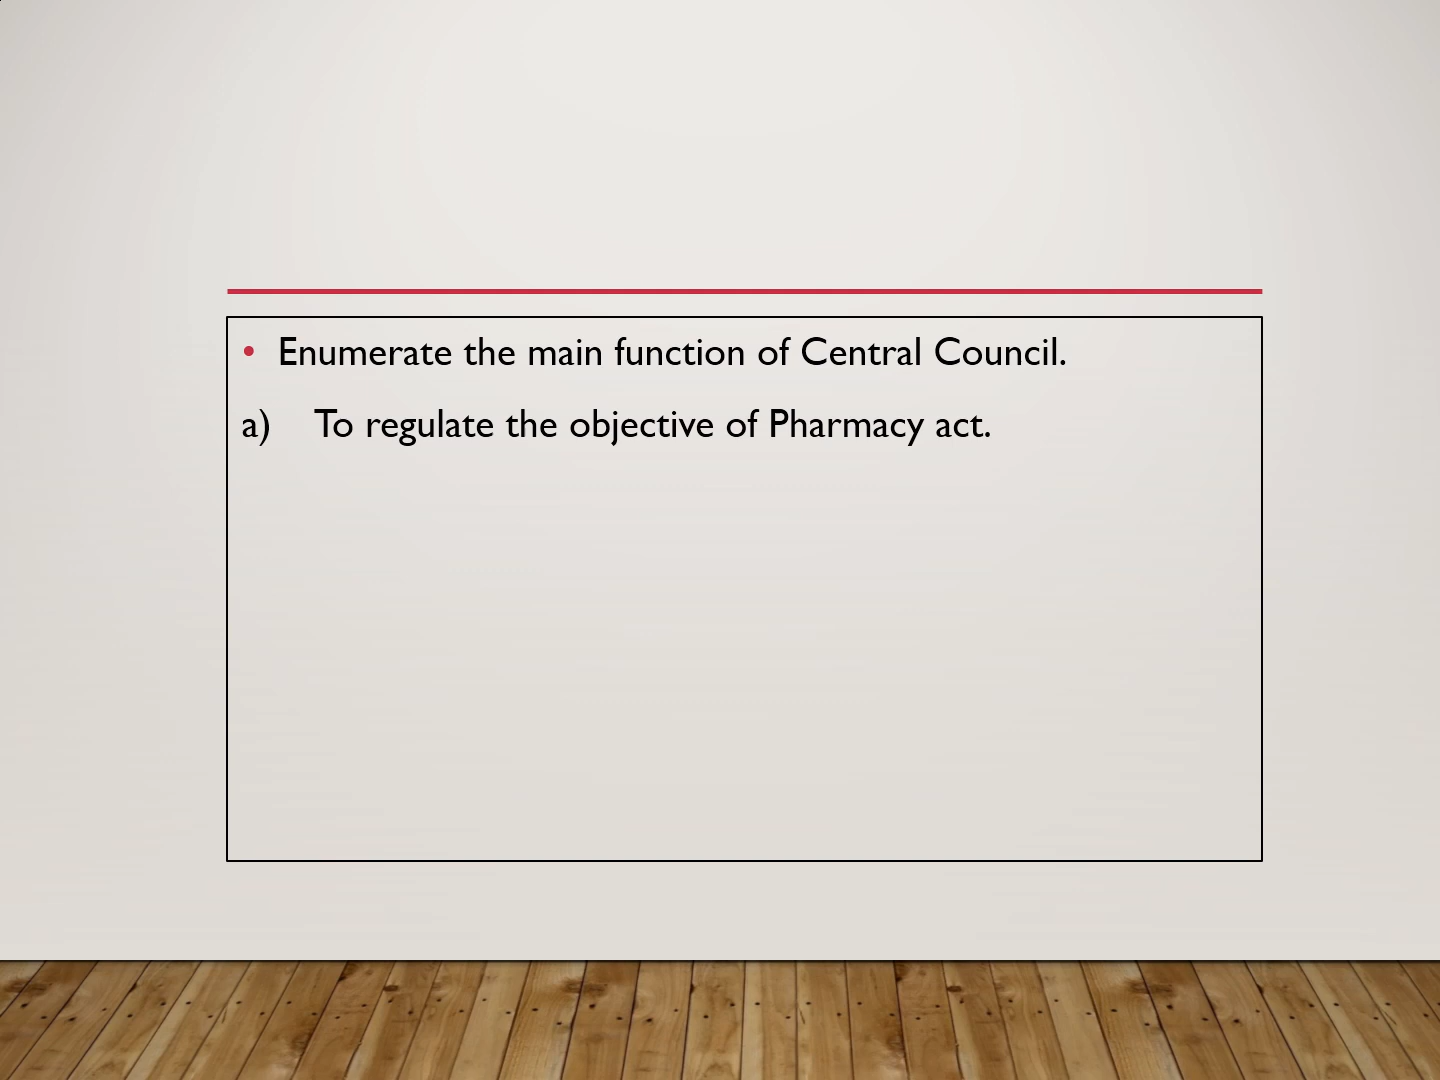 • Enumerate the main function of Central Council.
a) To regulate the objective of Pharmacy act.